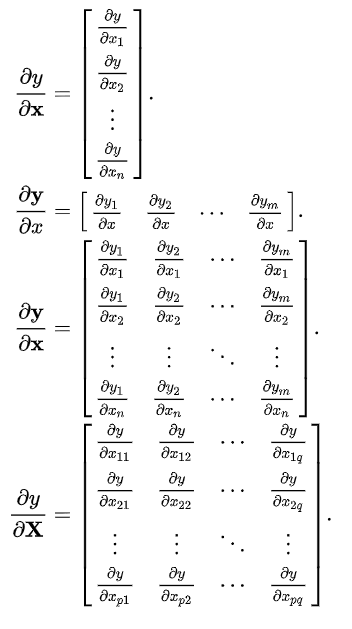 \frac{\partial y}{\partial \mathbf{x}} = \begin{bmatrix} \frac{\partial y}{\partial x_1} \\ \frac{\partial y}{\partial x_2} \\ \vdots \\ \frac{\partial y}{\partial x_n} \end{bmatrix}.
\frac{\partial \mathbf{y}}{\partial x} = \begin{bmatrix} \frac{\partial y_1}{\partial x} & \frac{\partial y_2}{\partial x} & \cdots & \frac{\partial y_m}{\partial x} \end{bmatrix}.
\frac{\partial \mathbf{y}}{\partial \mathbf{x}} = \begin{bmatrix} \frac{\partial y_1}{\partial x_1} & \frac{\partial y_2}{\partial x_1} & \cdots & \frac{\partial y_m}{\partial x_1} \\ \frac{\partial y_1}{\partial x_2} & \frac{\partial y_2}{\partial x_2} & \cdots & \frac{\partial y_m}{\partial x_2} \\ \vdots & \vdots & \ddots & \vdots \\ \frac{\partial y_1}{\partial x_n} & \frac{\partial y_2}{\partial x_n} & \cdots & \frac{\partial y_m}{\partial x_n} \end{bmatrix}.
\frac{\partial y}{\partial \mathbf{X}} = \begin{bmatrix} \frac{\partial y}{\partial x_{11}} & \frac{\partial y}{\partial x_{12}} & \cdots & \frac{\partial y}{\partial x_{1q}} \\ \frac{\partial y}{\partial x_{21}} & \frac{\partial y}{\partial x_{22}} & \cdots & \frac{\partial y}{\partial x_{2q}} \\ \vdots & \vdots & \ddots & \vdots \\ \frac{\partial y}{\partial x_{p1}} & \frac{\partial y}{\partial x_{p2}} & \cdots & \frac{\partial y}{\partial x_{pq}} \end{bmatrix}.